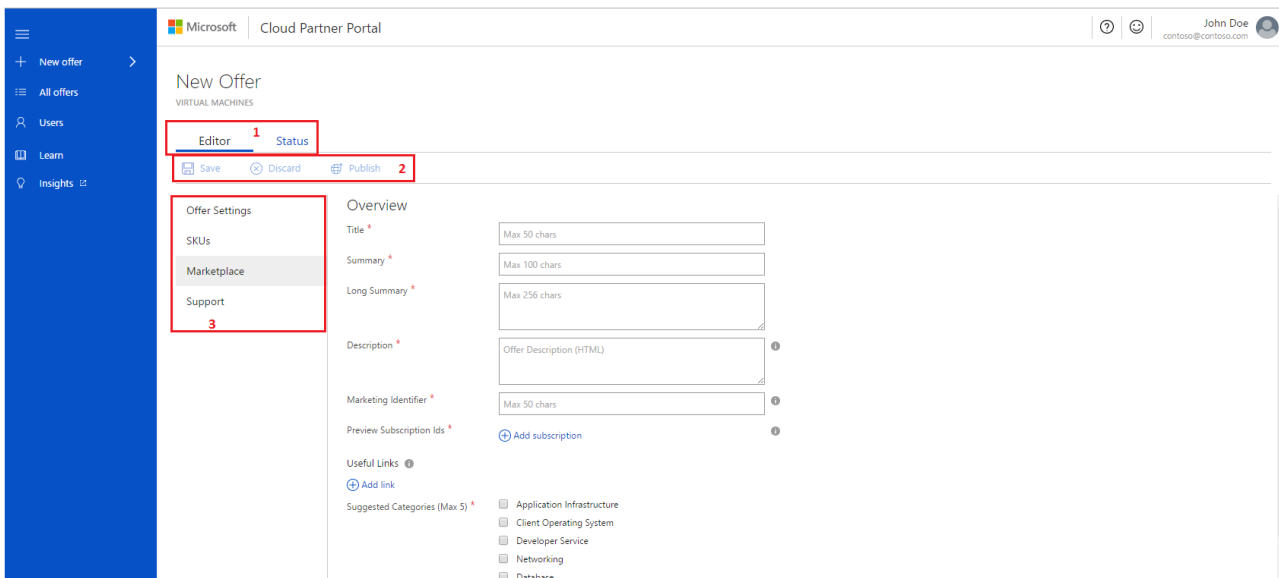 Microsoft Cloud Partner Portal
John Doe
contoso@contoso.com
New offer
All offers
Users
Learn
Insights
New Offer
VIRTUAL MACHINES
Editor 1 Status
Save Discard Publish 2
Offer Settings
SKUs
Marketplace
Support
3
Overview
Title * Max 50 chars
Summary * Max 100 chars
Long Summary * Max 256 chars
Description * Offer Description (HTML)
Marketing Identifier * Max 50 chars
Preview Subscription Ids * Add subscription
Useful Links
Add link
Suggested Categories (Max 5) * Application Infrastructure
Client Operating System
Developer Service
Networking
Database